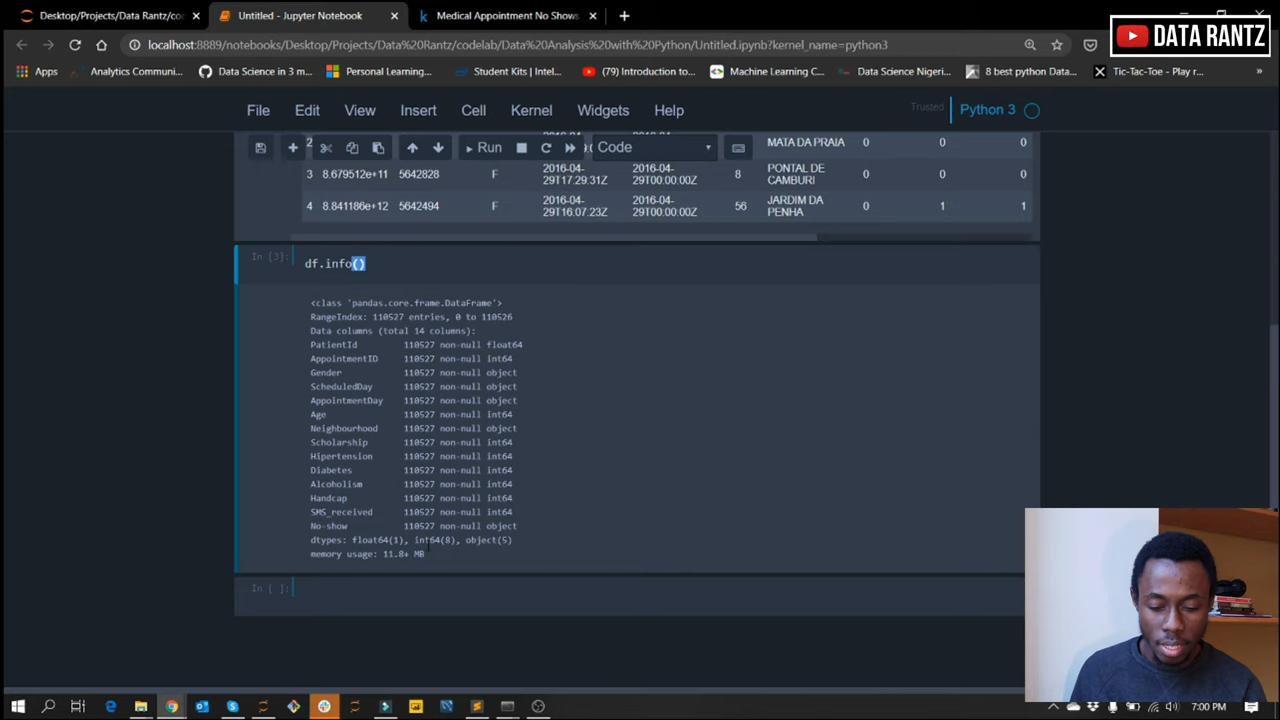 Desktop/Projects/Data Rantz/co
Untitled - Jupyter Notebook
Medical Appointment No Shows
DATA RANTZ
localhost:8889/notebooks/Desktop/Projects/Data%20Rantz/codelab/Data%20Analysis%20with%20Python/Untitled.ipynb?kernel_name=python3
Apps
Analytics Communi...
Data Science in 3 m...
Personal Learning...
Student Kits | Intel...
(79) Introduction to...
Machine Learning C...
Data Science Nigeri...
8 best python Data...
Tic-Tac-Toe - Play r...
File Edit View Insert Cell Kernel Widgets Help
Trusted
Python 3
Run
Code
2 MATA DA PRAIA 0 0 0
3 8.679512e+11 5642828 F 2016-04-29T17:29:31Z 2016-04-29T00:00:00Z 8 PONTAL DE CAMBURI 0 0 0
4 8.841186e+12 5642494 F 2016-04-29T16:07:23Z 2016-04-29T00:00:00Z 56 JARDIM DA PENHA 0 1 1
In [3]: df.info()
<class 'pandas.core.frame.DataFrame'>
RangeIndex: 110527 entries, 0 to 110526
Data columns (total 14 columns):
PatientId 110527 non-null float64
AppointmentID 110527 non-null int64
Gender 110527 non-null object
ScheduledDay 110527 non-null object
AppointmentDay 110527 non-null object
Age 110527 non-null int64
Neighbourhood 110527 non-null object
Scholarship 110527 non-null int64
Hipertension 110527 non-null int64
Diabetes 110527 non-null int64
Alcoholism 110527 non-null int64
Handcap 110527 non-null int64
SMS_received 110527 non-null int64
No-show 110527 non-null object
dtypes: float64(1), int64(8), object(5)
memory usage: 11.8+ MB
In [ ]:
7:00 PM